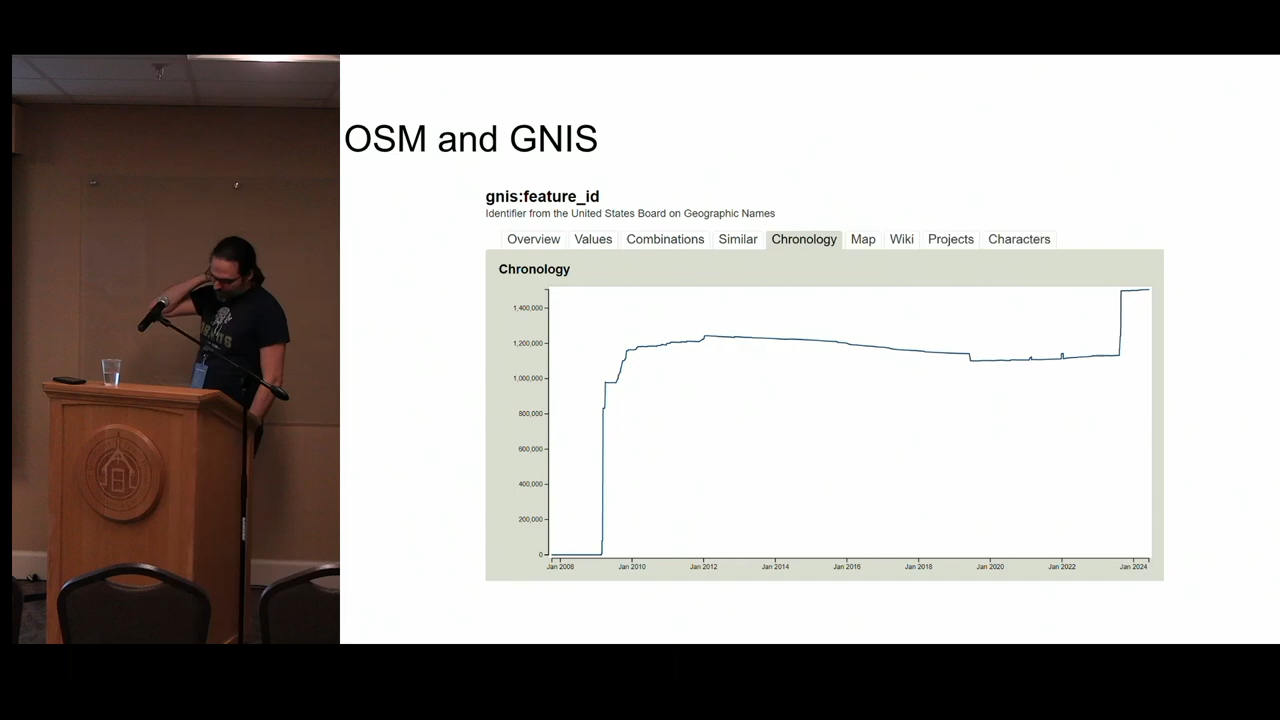 OSM and GNIS
gnis:feature_id
Identifier from the United States Board on Geographic Names
Overview Values Combinations Similar Chronology Map Wiki Projects Characters
Chronology
1,400,000
1,200,000
1,000,000
800,000
600,000
400,000
200,000
0
Jan 2008 Jan 2010 Jan 2012 Jan 2014 Jan 2016 Jan 2018 Jan 2020 Jan 2022 Jan 2024